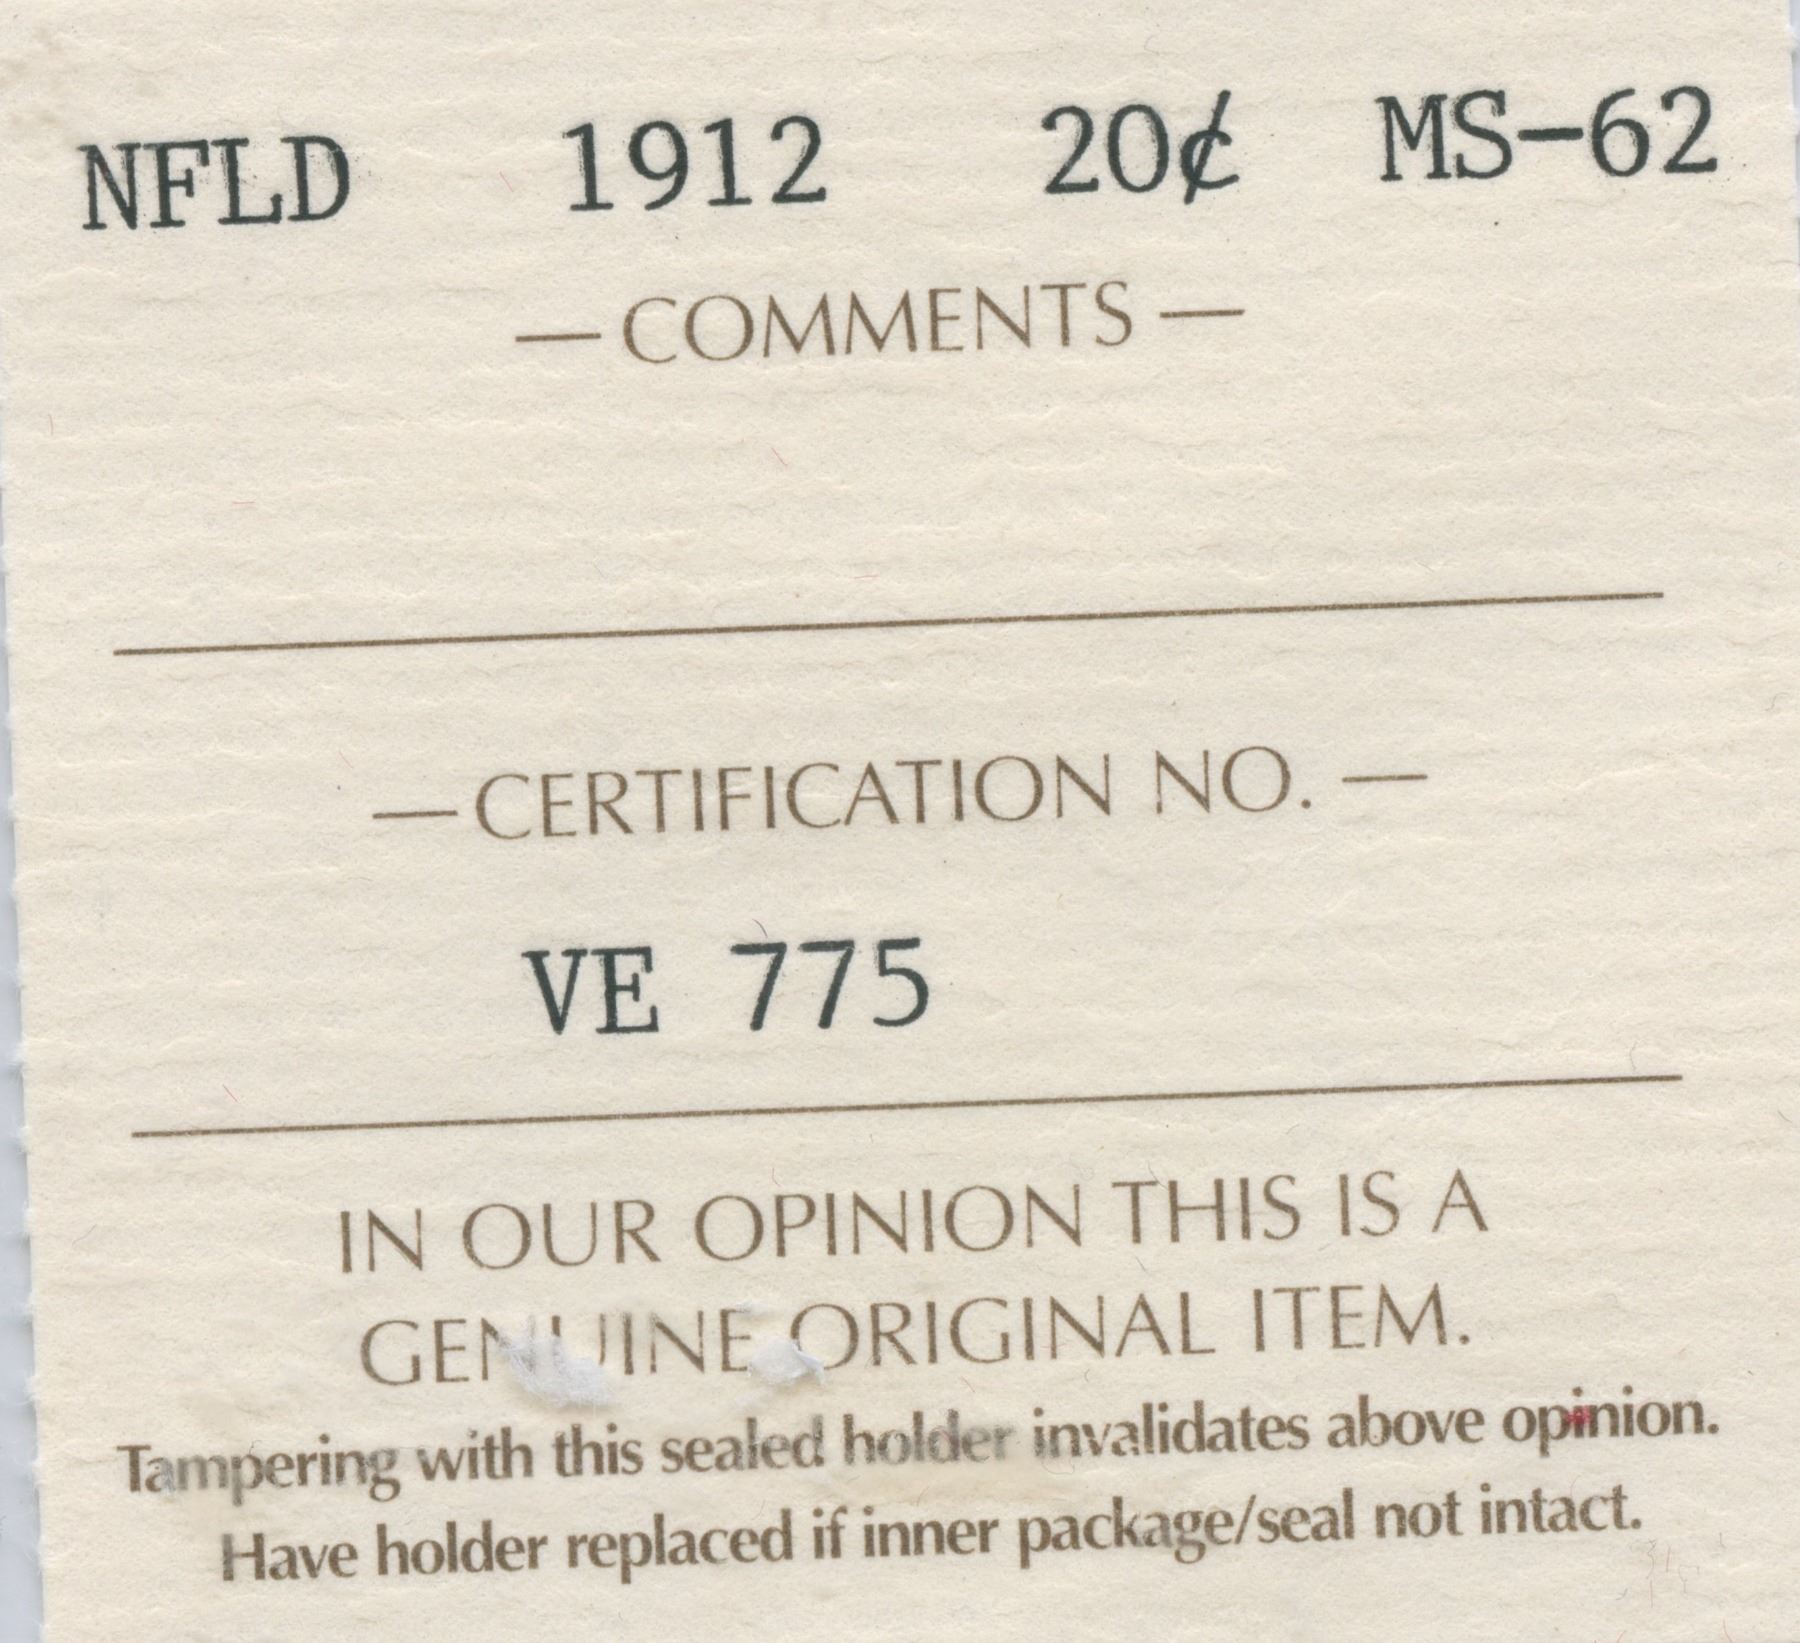 NFLD 1912 20¢ MS-62
— COMMENTS —
— CERTIFICATION NO. —
VE 775
IN OUR OPINION THIS IS A
GENUINE ORIGINAL ITEM.
Tampering with this sealed holder invalidates above opinion.
Have holder replaced if inner package/seal not intact.